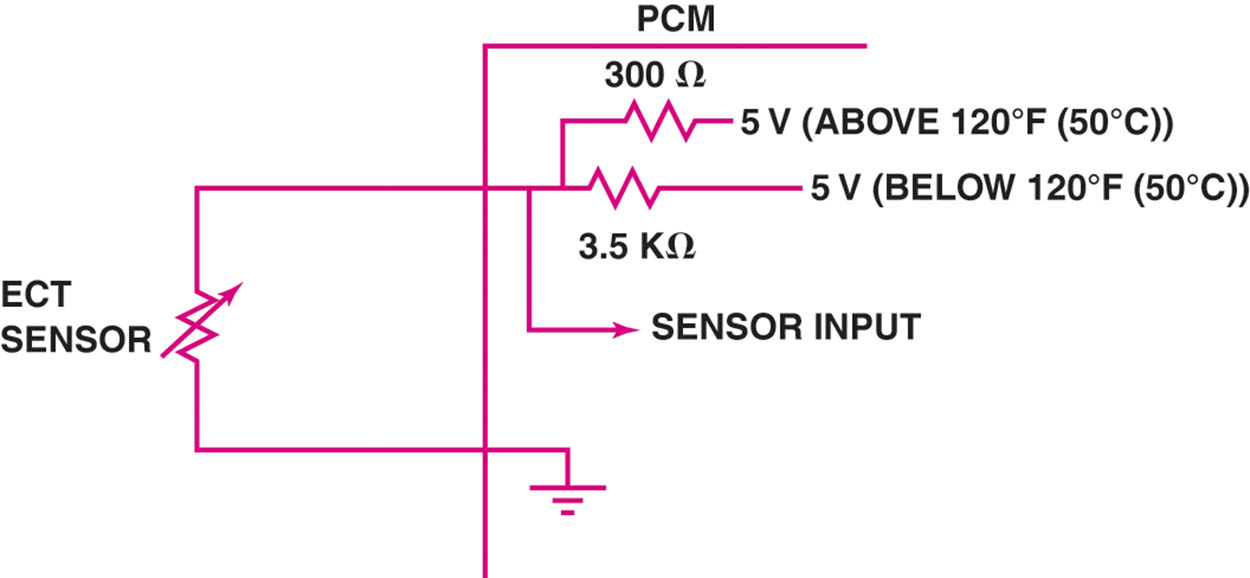 PCM
300 Ω
5 V (ABOVE 120°F (50°C))
5 V (BELOW 120°F (50°C))
3.5 KΩ
ECT
SENSOR
SENSOR INPUT